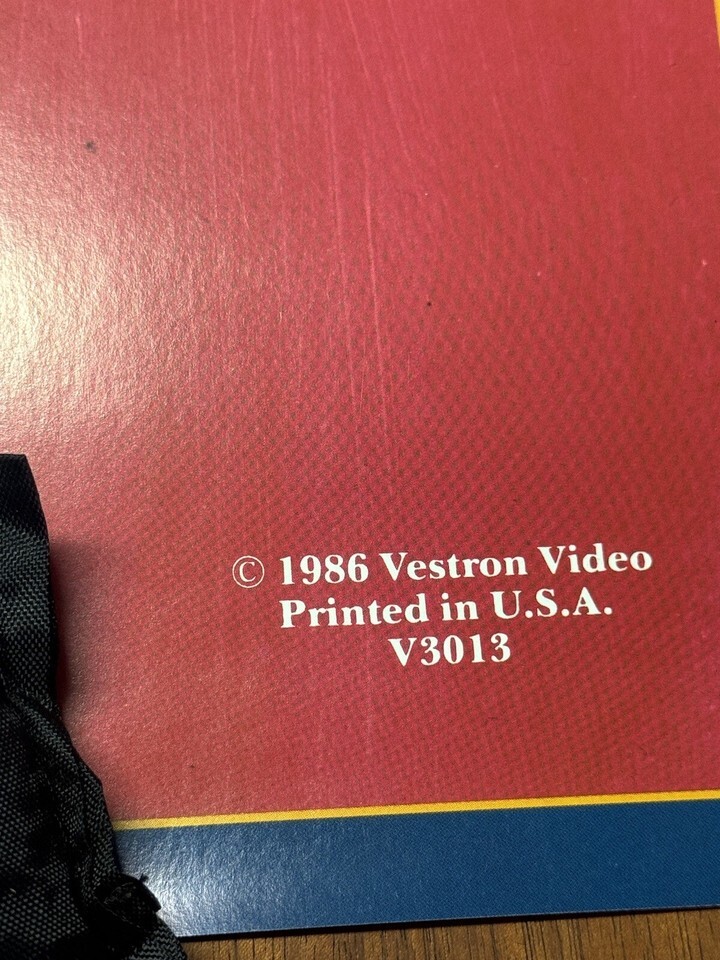 © 1986 Vestron Video
Printed in U.S.A.
V3013